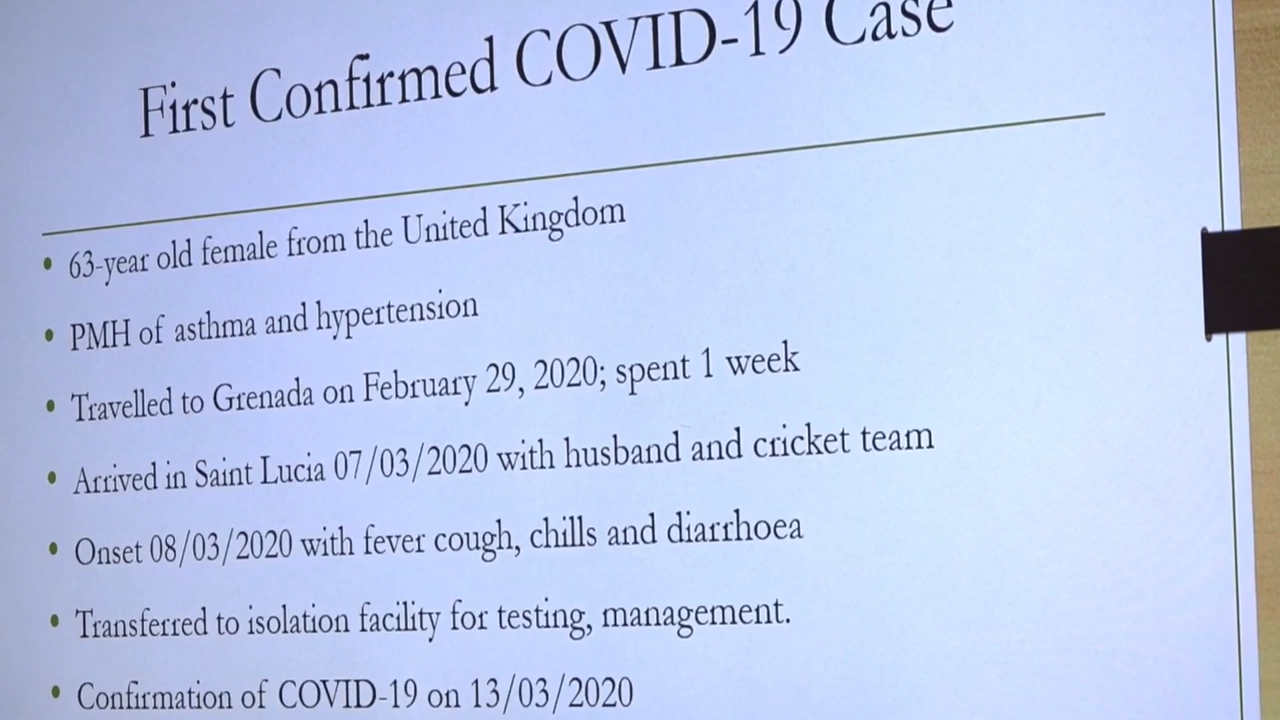 First Confirmed COVID-19 Case
• 63-year old female from the United Kingdom
• PMH of asthma and hypertension
• Travelled to Grenada on February 29, 2020; spent 1 week
• Arrived in Saint Lucia 07/03/2020 with husband and cricket team
• Onset 08/03/2020 with fever cough, chills and diarrhoea
• Transferred to isolation facility for testing, management.
• Confirmation of COVID-19 on 13/03/2020